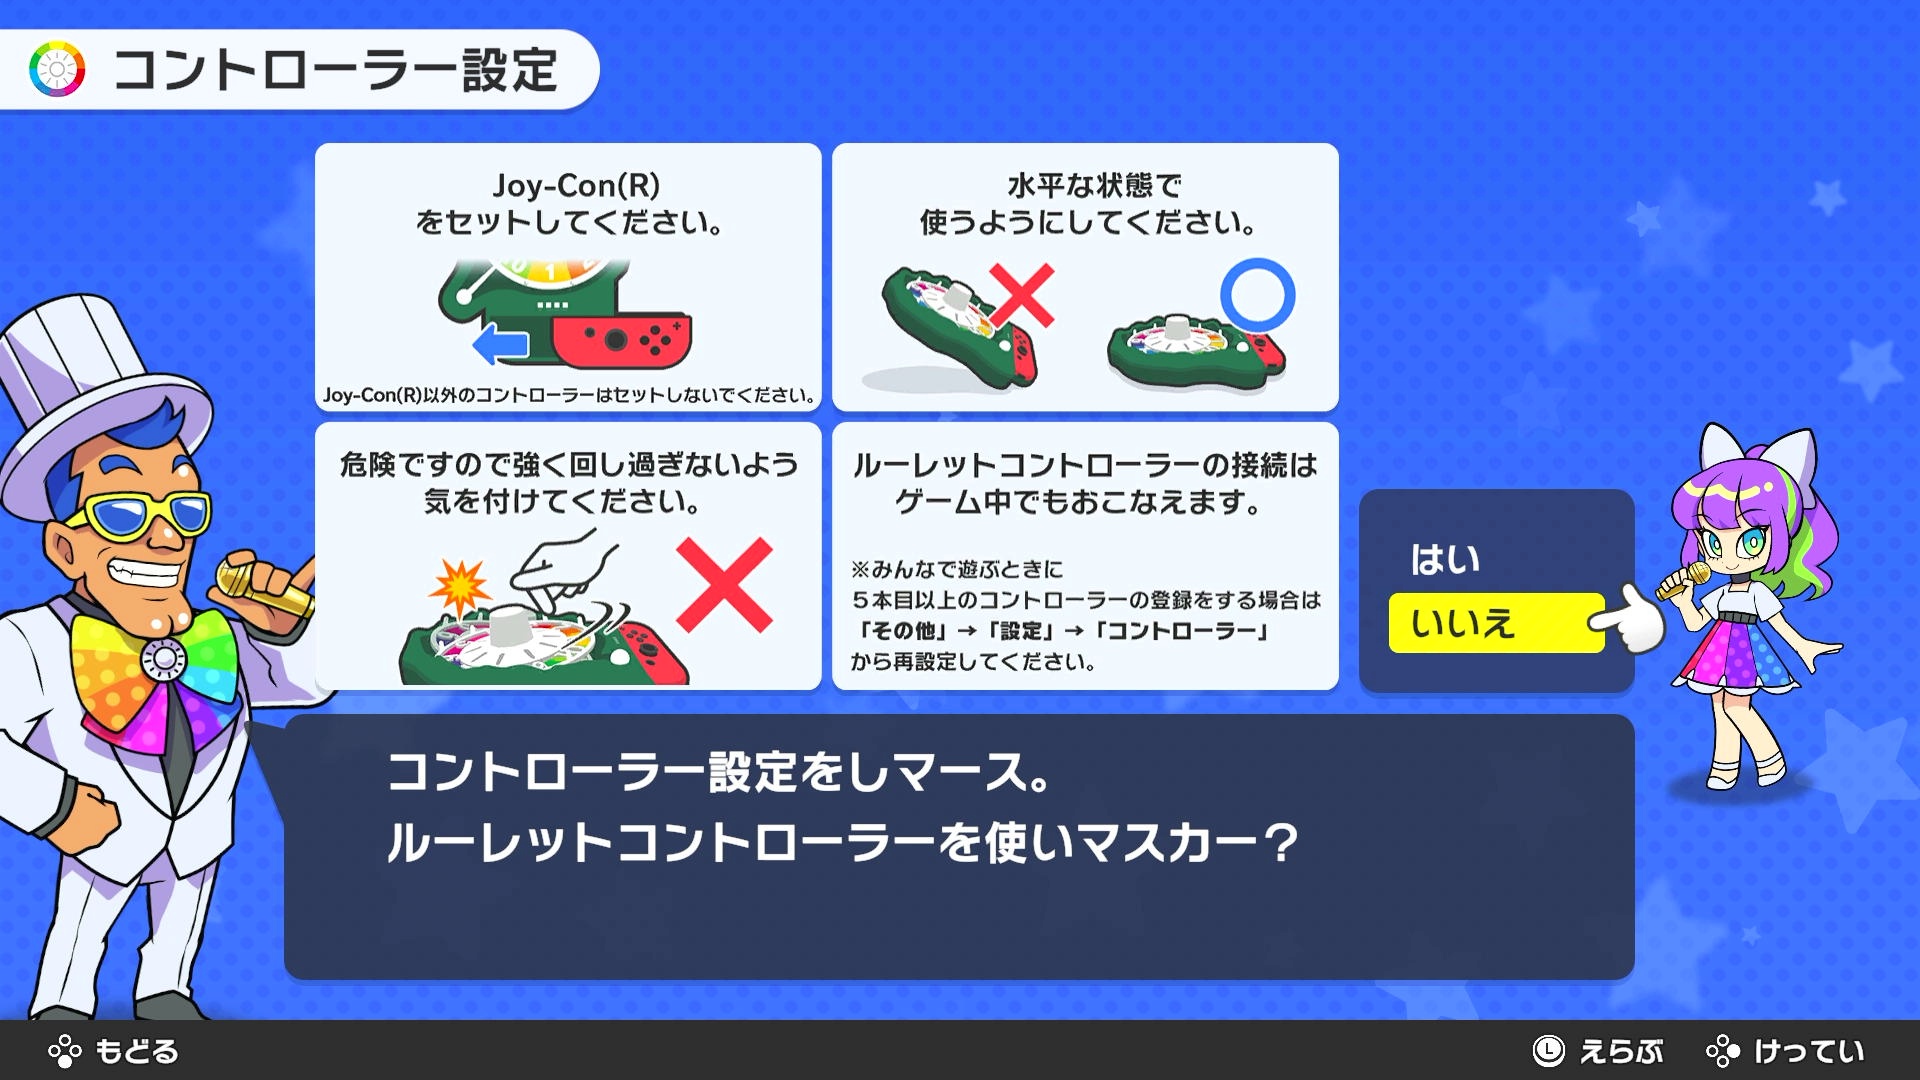 コントローラー設定
Joy-Con(R)
をセットしてください。
1
Joy-Con(R)以外のコントローラーはセットしないでください。
水平な状態で
使うようにしてください。
危険ですので強く回し過ぎないよう
気を付けてください。
ルーレットコントローラーの接続は
ゲーム中でもおこなえます。
※みんなで遊ぶときに
５本目以上のコントローラーの登録をする場合は
「その他」→「設定」→「コントローラー」
から再設定してください。
はい
いいえ
コントローラー設定をしマース。
ルーレットコントローラーを使いマスカー？
もどる
L えらぶ
けってい